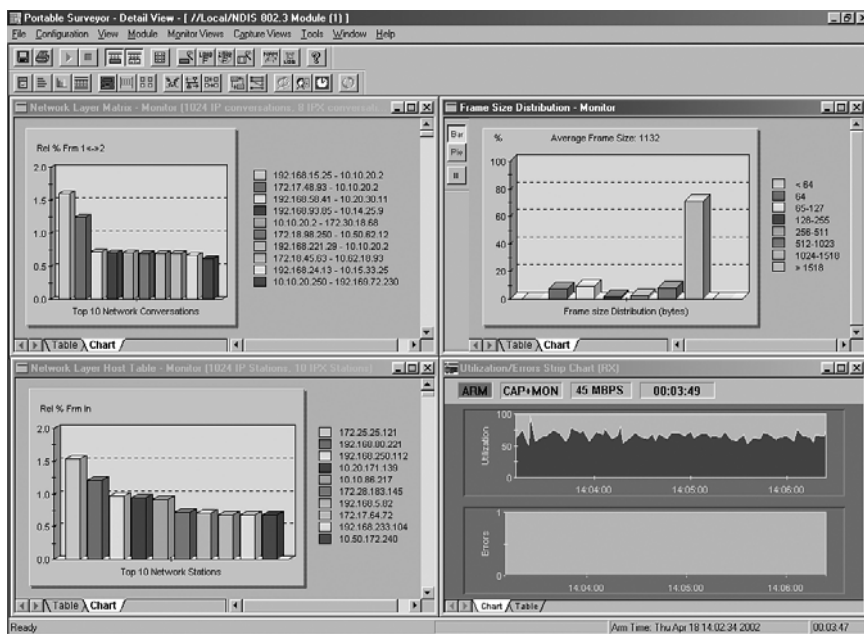 Portable Surveyor - Detail View - [ //Local/NDIS 802.3 Module (1) ]
File Configuration View Module Monitor Views Capture Views Tools Window Help
Network Layer Matrix - Monitor (1024 IP conversations, 8 IPX conversati...
Rel % Frm 1<->2
2.0
1.5
1.0
0.5
0.0
Top 10 Network Conversations
192.168.15.25 - 10.10.20.2
172.17.48.93 - 10.10.20.2
192.168.58.41 - 10.20.30.11
192.168.93.85 - 10.14.25.9
10.10.20.2 - 172.30.18.68
172.18.98.250 - 10.50.62.12
192.168.221.29 - 10.10.20.2
172.18.45.63 - 10.62.18.93
192.168.24.13 - 10.15.33.25
10.10.20.250 - 192.169.72.230
Table Chart
Frame Size Distribution - Monitor
Bar
Pie
%
Average Frame Size: 1132
100
80
60
40
20
0
Frame size Distribution (bytes)
< 64
64
65-127
128-255
256-511
512-1023
1024-1518
> 1518
Table Chart
Network Layer Host Table - Monitor (1024 IP Stations, 10 IPX Stations)
Rel % Frm In
2.0
1.5
1.0
0.5
0.0
Top 10 Network Stations
172.25.25.121
192.168.80.221
192.168.250.112
10.20.171.139
10.10.86.217
172.28.183.145
192.168.5.82
172.17.64.72
192.168.233.104
10.50.172.240
Table Chart
Utilization/Errors Strip Chart (RX)
ARM CAP+MON 45 MBPS 00:03:49
Utilization
100
50
0
14:04:00 14:05:00 14:06:00
Errors
1
0
14:04:00 14:05:00 14:06:00
Chart Table
Ready Arm Time: Thu Apr 18 14:02:34 2002 00:03:47